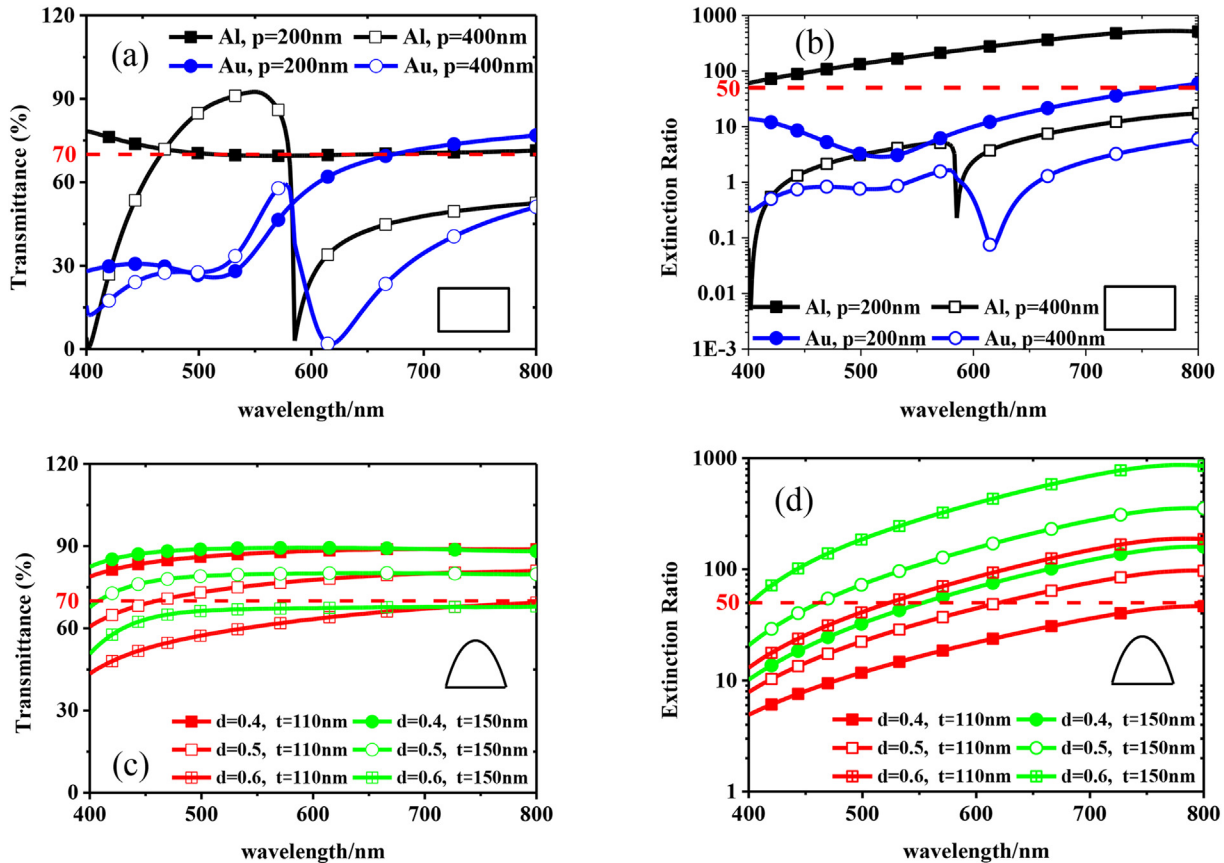 (a)
Al, p=200nm Al, p=400nm
Au, p=200nm Au, p=400nm
120
90
70
60
30
0
Transmittance (%)
400 500 600 700 800
wavelength/nm
(b)
1000
100
50
10
1
0.1
0.01
1E-3
Extinction Ratio
Al, p=200nm Al, p=400nm
Au, p=200nm Au, p=400nm
400 500 600 700 800
wavelength/nm
120
90
70
60
30
0
Transmittance (%)
d=0.4, t=110nm d=0.4, t=150nm
d=0.5, t=110nm d=0.5, t=150nm
d=0.6, t=110nm d=0.6, t=150nm
(c)
400 500 600 700 800
wavelength/nm
(d)
1000
100
50
10
1
Extinction Ratio
d=0.4, t=110nm d=0.4, t=150nm
d=0.5, t=110nm d=0.5, t=150nm
d=0.6, t=110nm d=0.6, t=150nm
400 500 600 700 800
wavelength/nm